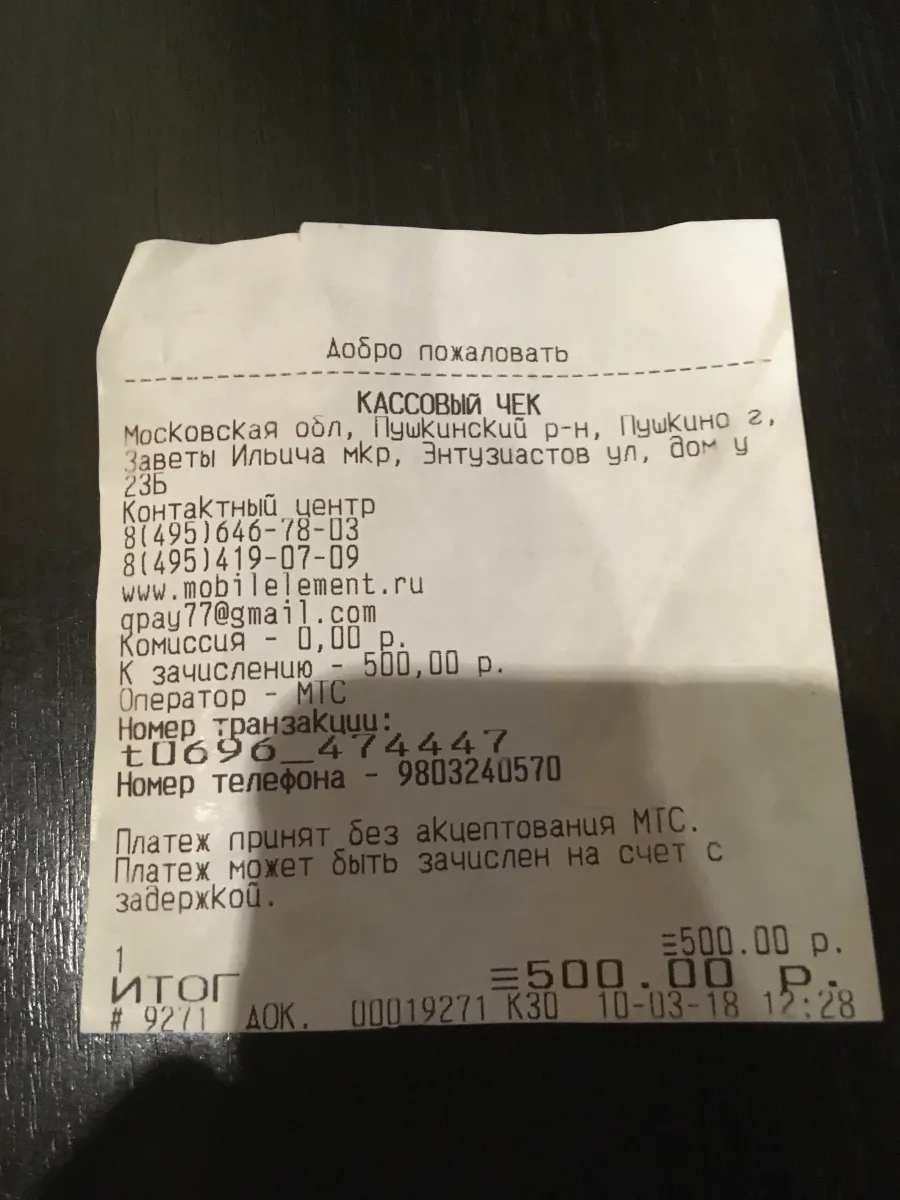 Добро пожаловать
КАССОВЫЙ ЧЕК
Московская обл, Пушкинский р-н, Пушкино г,
Заветы Ильича мкр, Энтузиастов ул, дом у
23Б
Контактный центр
8(495)646-78-03
8(495)419-07-09
www.mobilelement.ru
qpay77@gmail.com
Комиссия - 0,00 р.
К зачислению - 500,00 р.
Оператор - МТС
Номер транзакции:
t0696_474447
Номер телефона - 9803240570
Платеж принят без акцептования МТС.
Платеж может быть зачислен на счет с
задержкой.
1 ≡500.00 р.
ИТОГ ≡500.00 р.
# 9271 ДОК. 00019271 К30 10-03-18 12:28